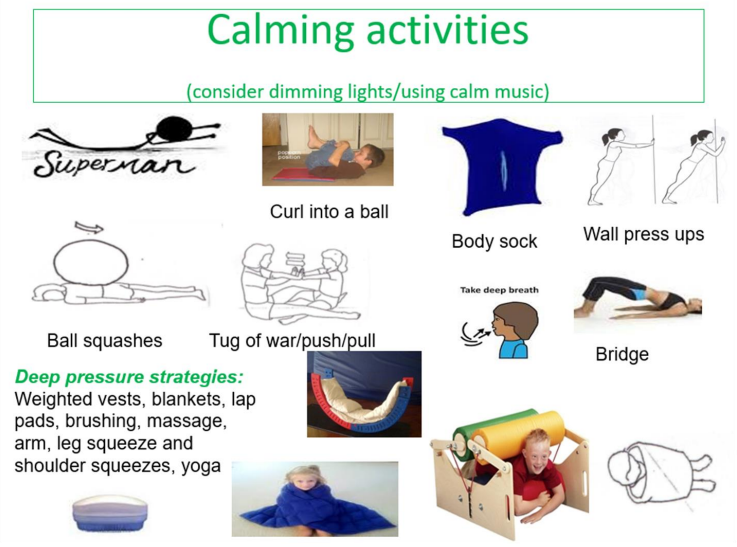 Calming activities
(consider dimming lights/using calm music)
Superman
position
Curl into a ball
Body sock
Wall press ups
Ball squashes
Tug of war/push/pull
Take deep breath
Bridge
Deep pressure strategies:
Weighted vests, blankets, lap
pads, brushing, massage,
arm, leg squeeze and
shoulder squeezes, yoga